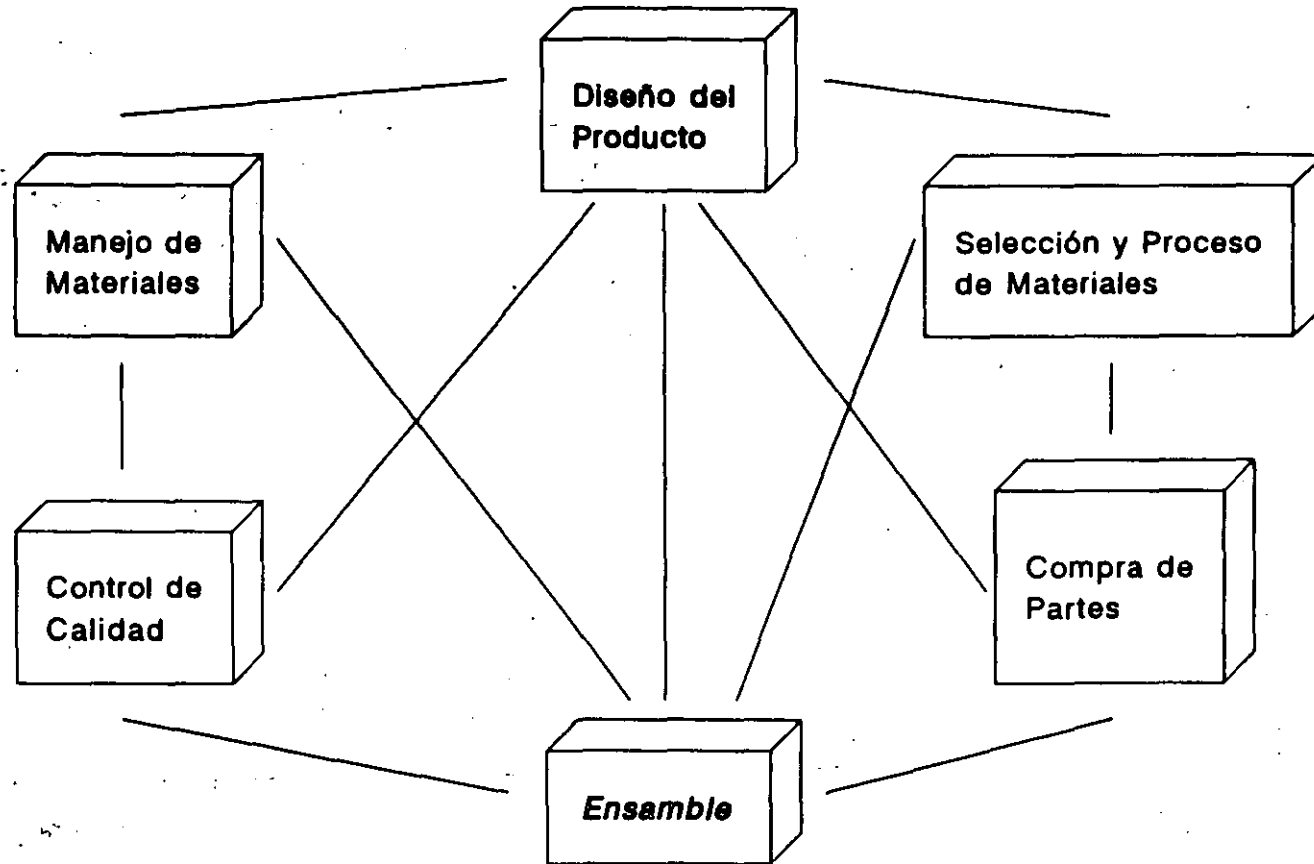 Diseño del
Producto
Manejo de
Materiales
Selección y Proceso
de Materiales
Control de
Calidad
Compra de
Partes
Ensamble